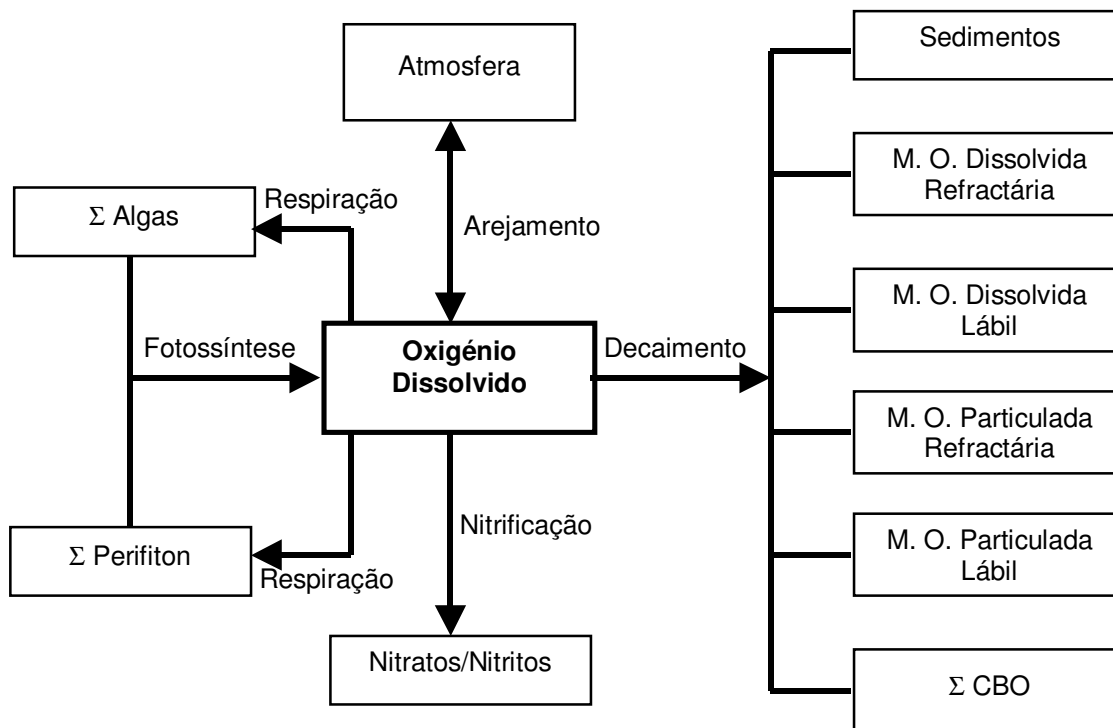 Sedimentos
Atmosfera
M. O. Dissolvida
Refractária
Respiração
Σ Algas
Arejamento
M. O. Dissolvida
Lábil
Fotossíntese
Oxigénio
Dissolvido
Decaimento
M. O. Particulada
Refractária
Nitrificação
M. O. Particulada
Lábil
Σ Perifiton
Respiração
Nitratos/Nitritos
Σ CBO